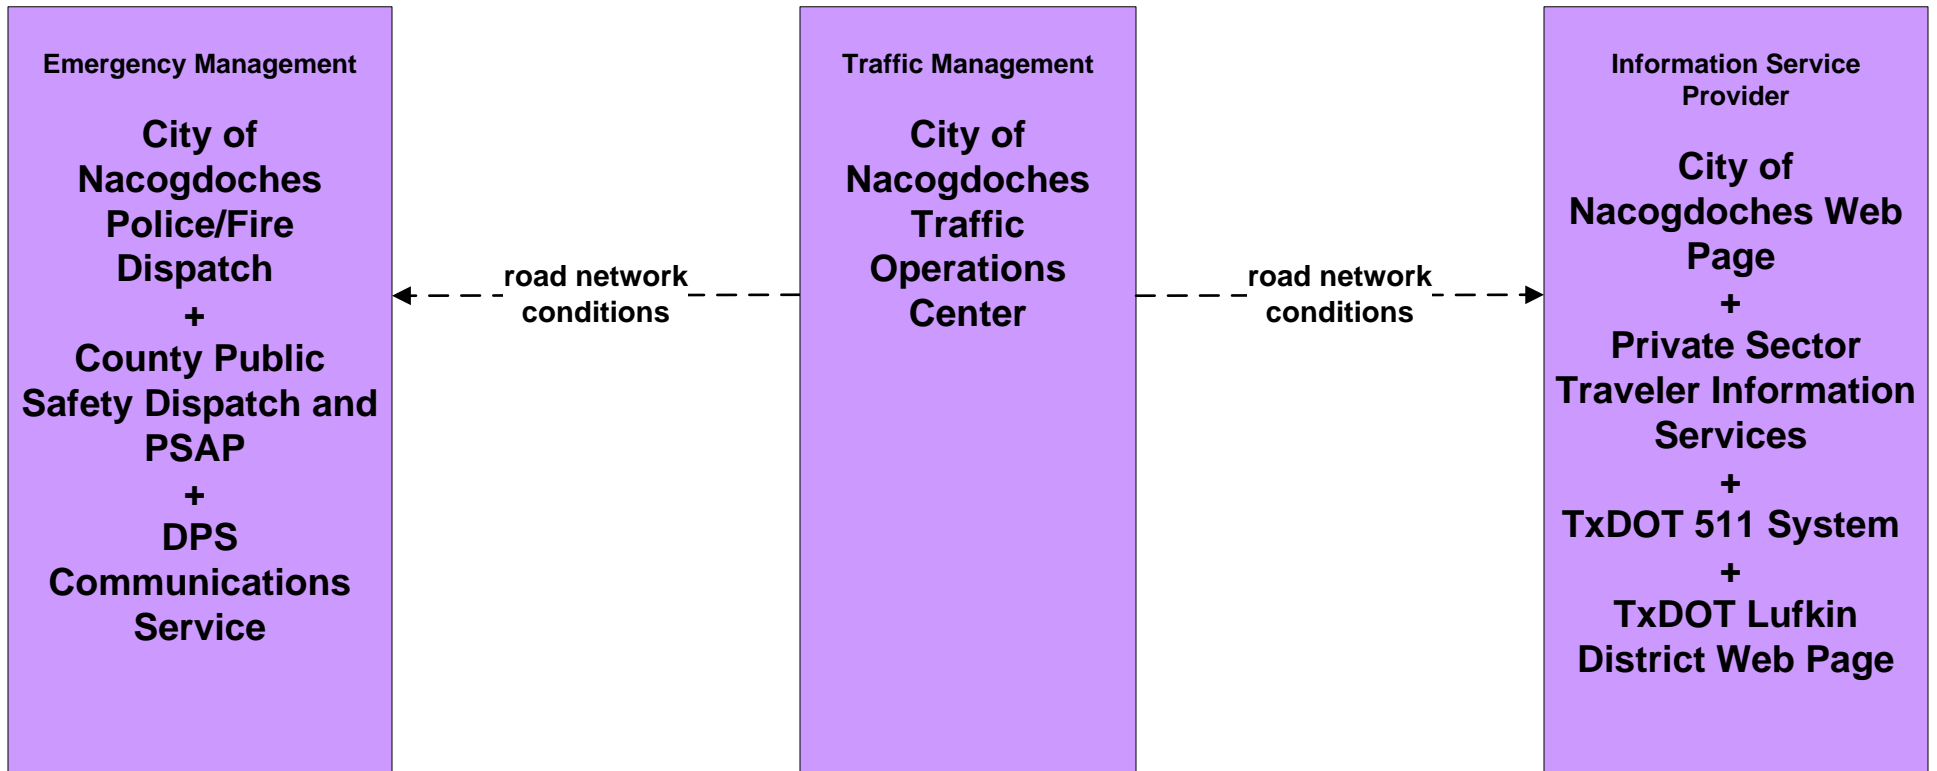 Emergency Management
City of
Nacogdoches
Police/Fire
Dispatch
+
County Public
Safety Dispatch and
PSAP
+
DPS
Communications
Service
road network
conditions
Traffic Management
City of
Nacogdoches
Traffic
Operations
Center
road network
conditions
Information Service
Provider
City of
Nacogdoches Web
Page
+
Private Sector
Traveler Information
Services
+
TxDOT 511 System
+
TxDOT Lufkin
District Web Page